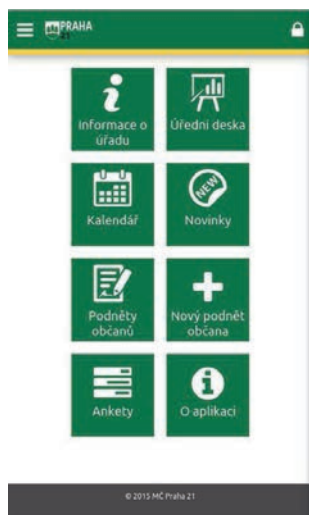 PRAHA
21
Informace o
úřadu
Úřední deska
Kalendář
NEW
Novinky
Podněty
občanů
Nový podnět
občana
Ankety
O aplikaci
© 2015 MČ Praha 21